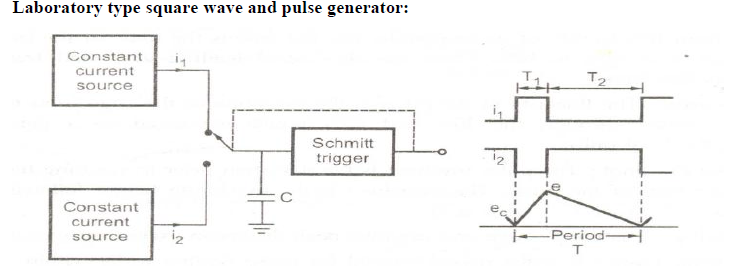 Laboratory type square wave and pulse generator:
Constant
current
source
i1
Schmitt
trigger
C
Constant
current
source
i2
T1
T2
i1
i2
e
ec
Period
T